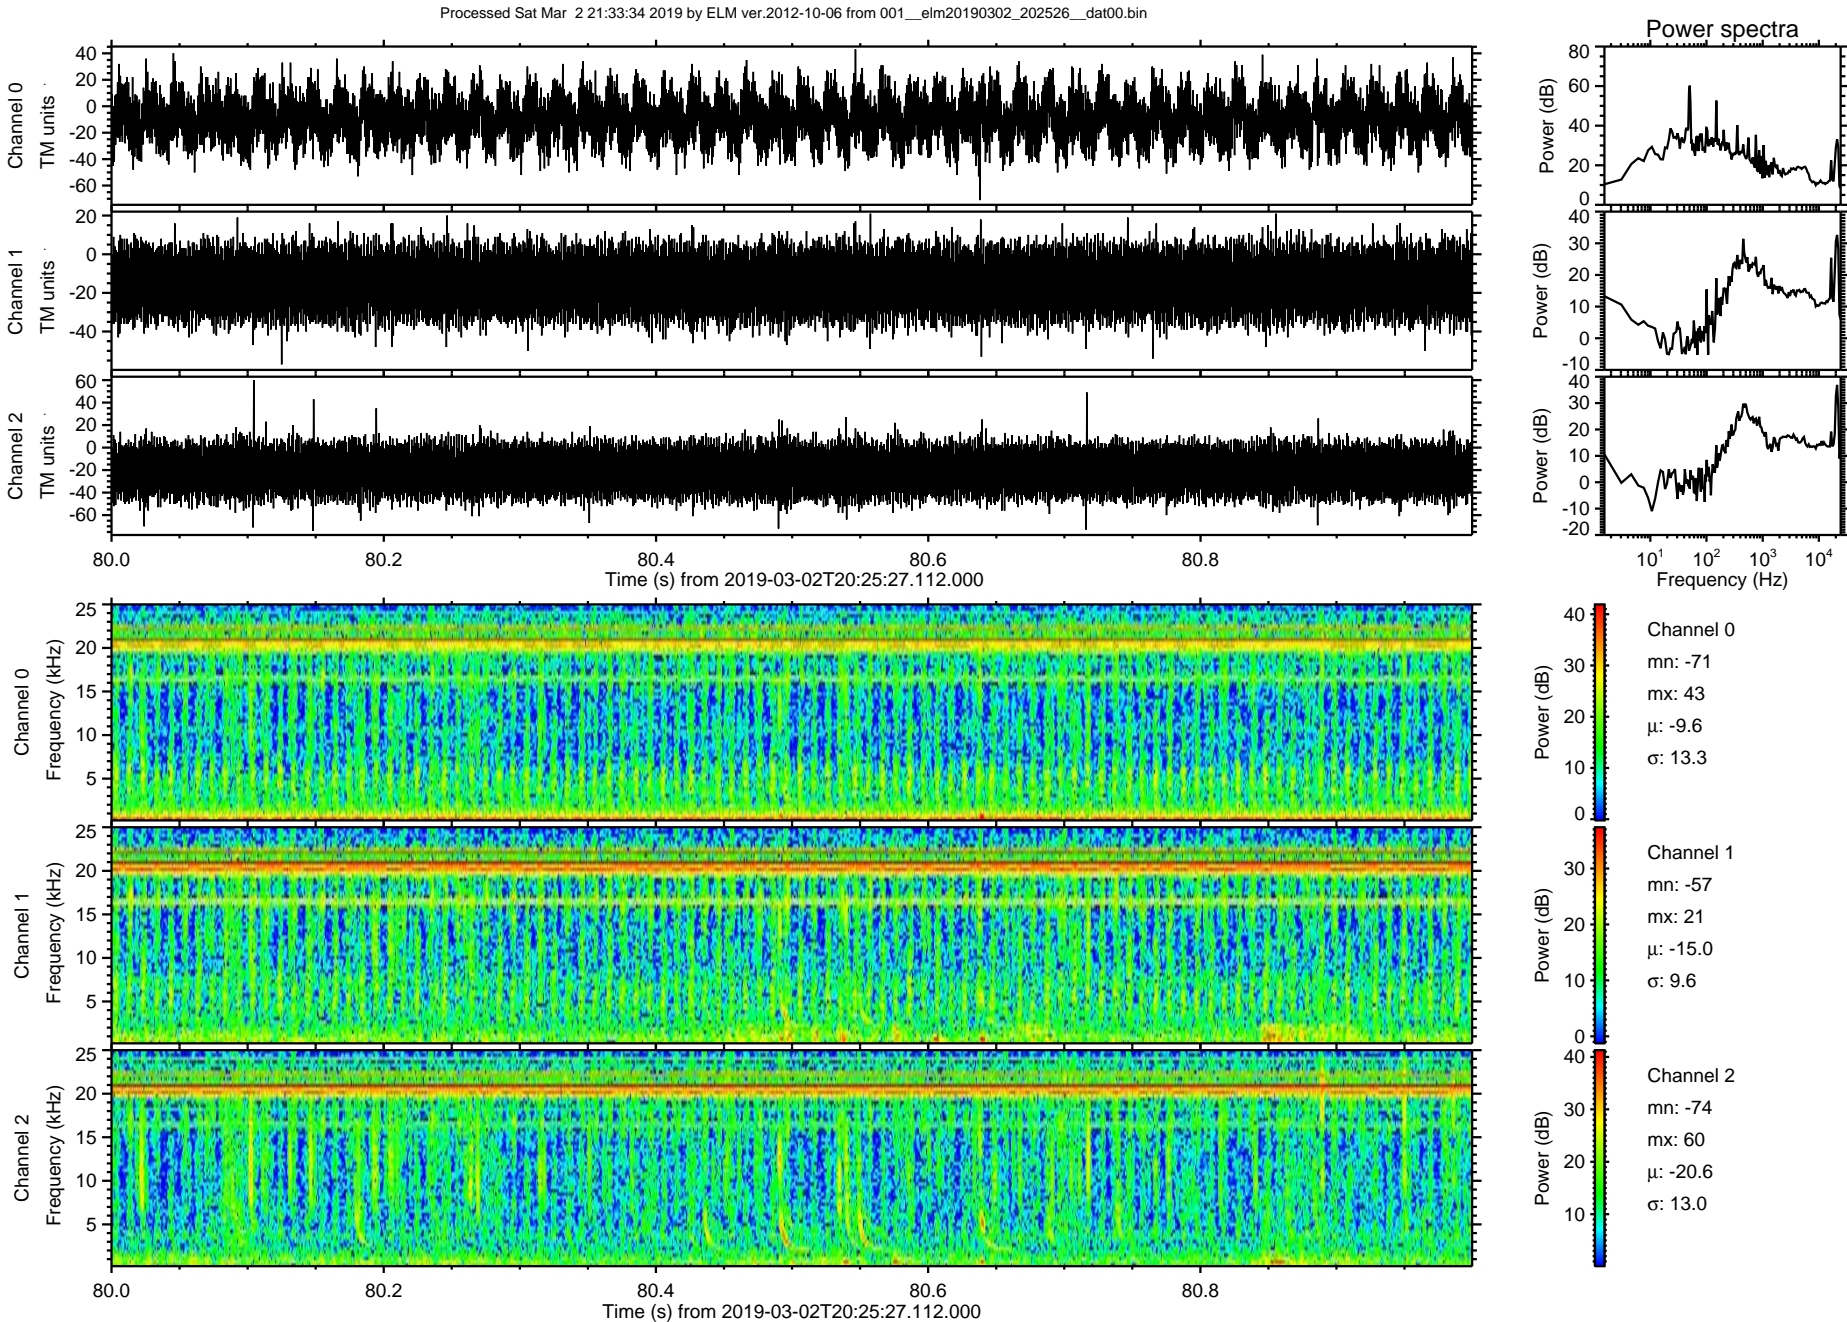 Processed Sat Mar  2 21:33:34 2019 by ELM ver.2012-10-06 from 001__elm20190302_202526__dat00.bin
Power spectra
Channel 0
TM units
40
20
0
-20
-40
-60
Power (dB)
80
60
40
20
0
Channel 1
TM units
20
0
-20
-40
Power (dB)
40
30
20
10
0
-10
Channel 2
TM units
60
40
20
0
-20
-40
-60
Power (dB)
40
30
20
10
0
-10
-20
80.0 80.2 80.4 80.6 80.8
Time (s) from 2019-03-02T20:25:27.112.000
10^1 10^2 10^3 10^4
Frequency (Hz)
Channel 0
Frequency (kHz)
25
20
15
10
5
Power (dB)
40
30
20
10
0
Channel 0
mn: -71
mx: 43
μ: -9.6
σ: 13.3
Channel 1
Frequency (kHz)
25
20
15
10
5
Power (dB)
30
20
10
0
Channel 1
mn: -57
mx: 21
μ: -15.0
σ: 9.6
Channel 2
Frequency (kHz)
25
20
15
10
5
Power (dB)
40
30
20
10
Channel 2
mn: -74
mx: 60
μ: -20.6
σ: 13.0
80.0 80.2 80.4 80.6 80.8
Time (s) from 2019-03-02T20:25:27.112.000